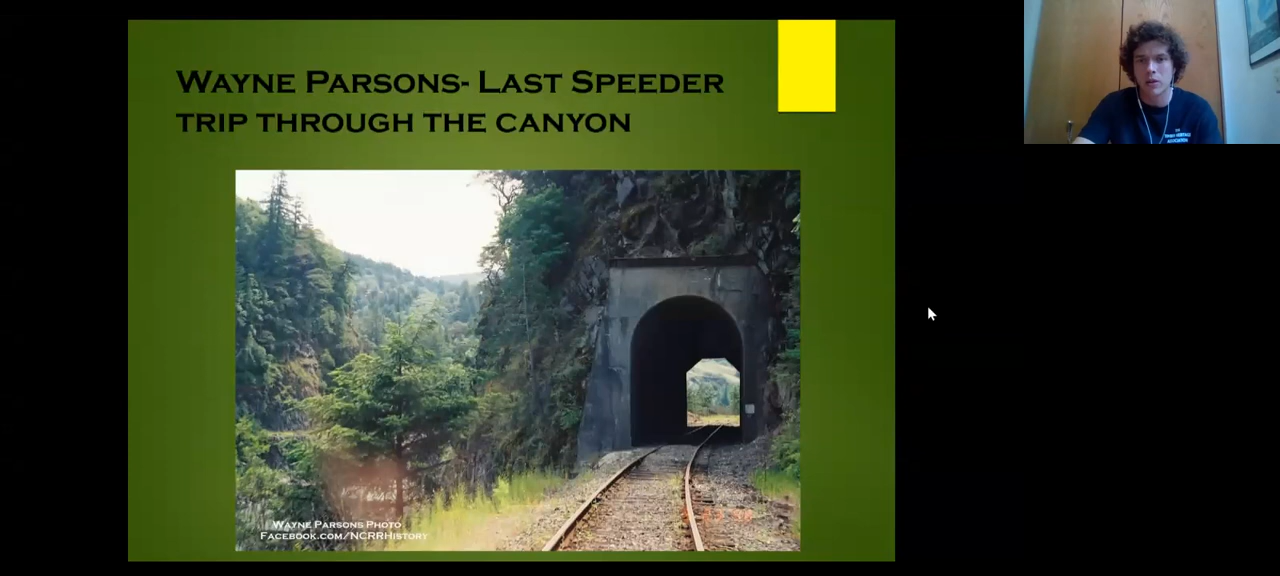 Wayne Parsons- Last Speeder
trip through the canyon
Wayne Parsons Photo
Facebook.com/NCRRHistory